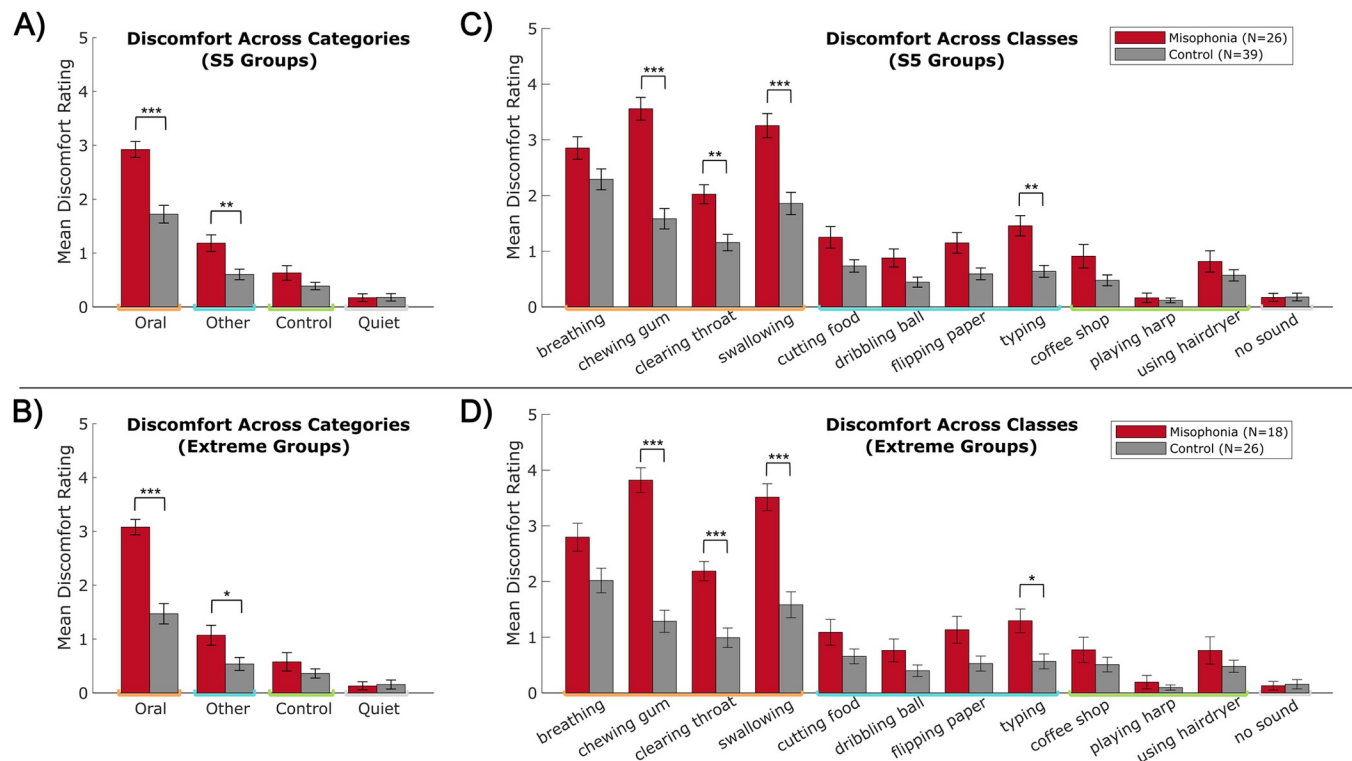 A)
Discomfort Across Categories
(S5 Groups)
Mean Discomfort Rating
5
4
3
2
1
0
***
**
Oral Other Control Quiet
C)
Discomfort Across Classes
(S5 Groups)
Misophonia (N=26)
Control (N=39)
Mean Discomfort Rating
5
4
3
2
1
0
***
**
***
**
breathing
chewing gum
clearing throat
swallowing
cutting food
dribbling ball
flipping paper
typing
coffee shop
playing harp
using hairdryer
no sound
B)
Discomfort Across Categories
(Extreme Groups)
Mean Discomfort Rating
5
4
3
2
1
0
***
*
Oral Other Control Quiet
D)
Discomfort Across Classes
(Extreme Groups)
Misophonia (N=18)
Control (N=26)
Mean Discomfort Rating
5
4
3
2
1
0
***
***
***
*
breathing
chewing gum
clearing throat
swallowing
cutting food
dribbling ball
flipping paper
typing
coffee shop
playing harp
using hairdryer
no sound